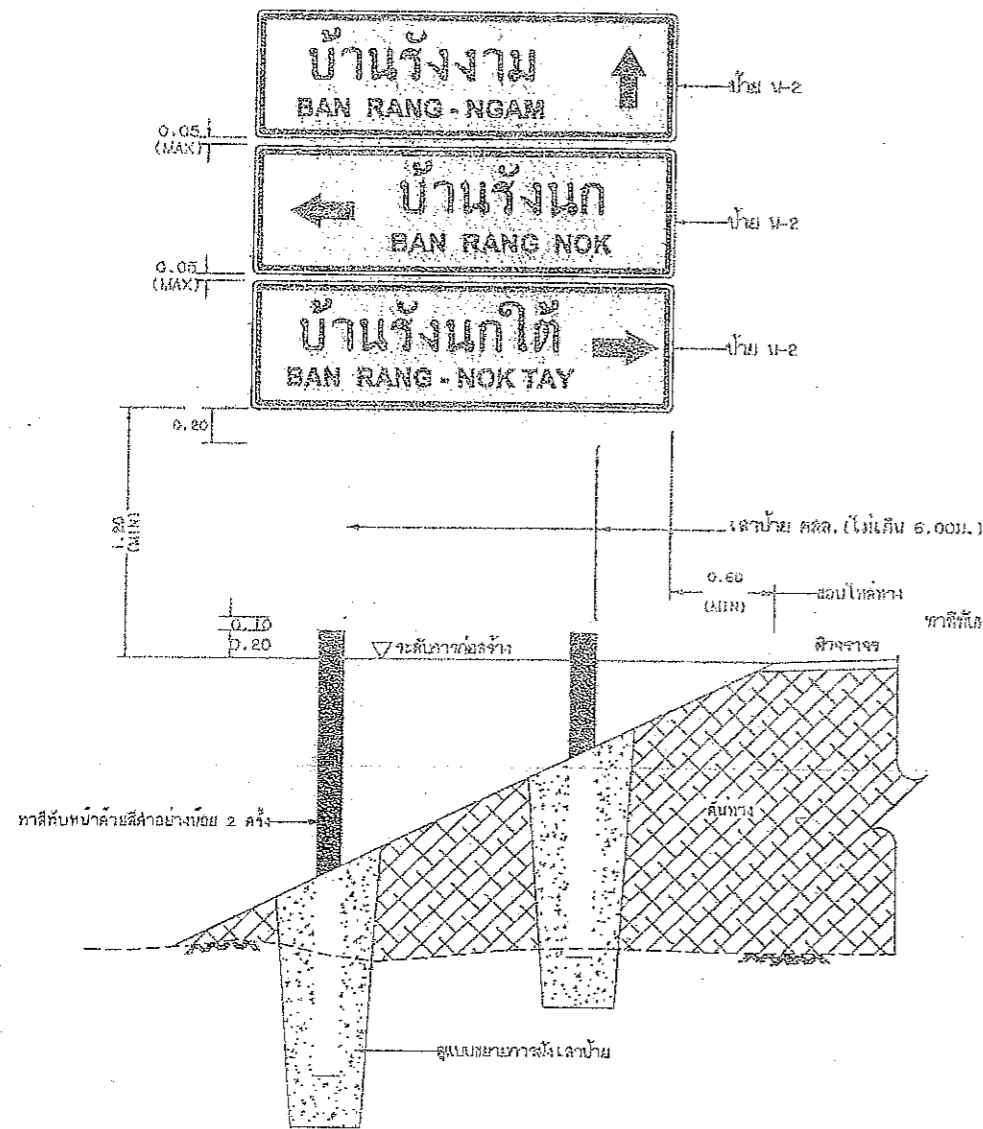 บ้านรังงาม
BAN RANG - NGAM
ป้าย น-2
0.05
(MAX)
บ้านรังนก
BAN RANG NOK
ป้าย น-2
0.05
(MAX)
บ้านรังนกใต้
BAN RANG - NOK TAY
ป้าย น-2
0.20
1.20
(MIN)
เสาป้าย คสล. (ไม่เกิน 6.00ม.)
0.60
(MIN)
ขอบไหล่ทาง
0.10
0.20
ระดับการก่อสร้าง
ผิวจราจร
ทาสีทับหน้าด้วยสีดำอย่างน้อย 2 ครั้ง
คันทาง
ดูแบบขยายการฝังเสาป้าย